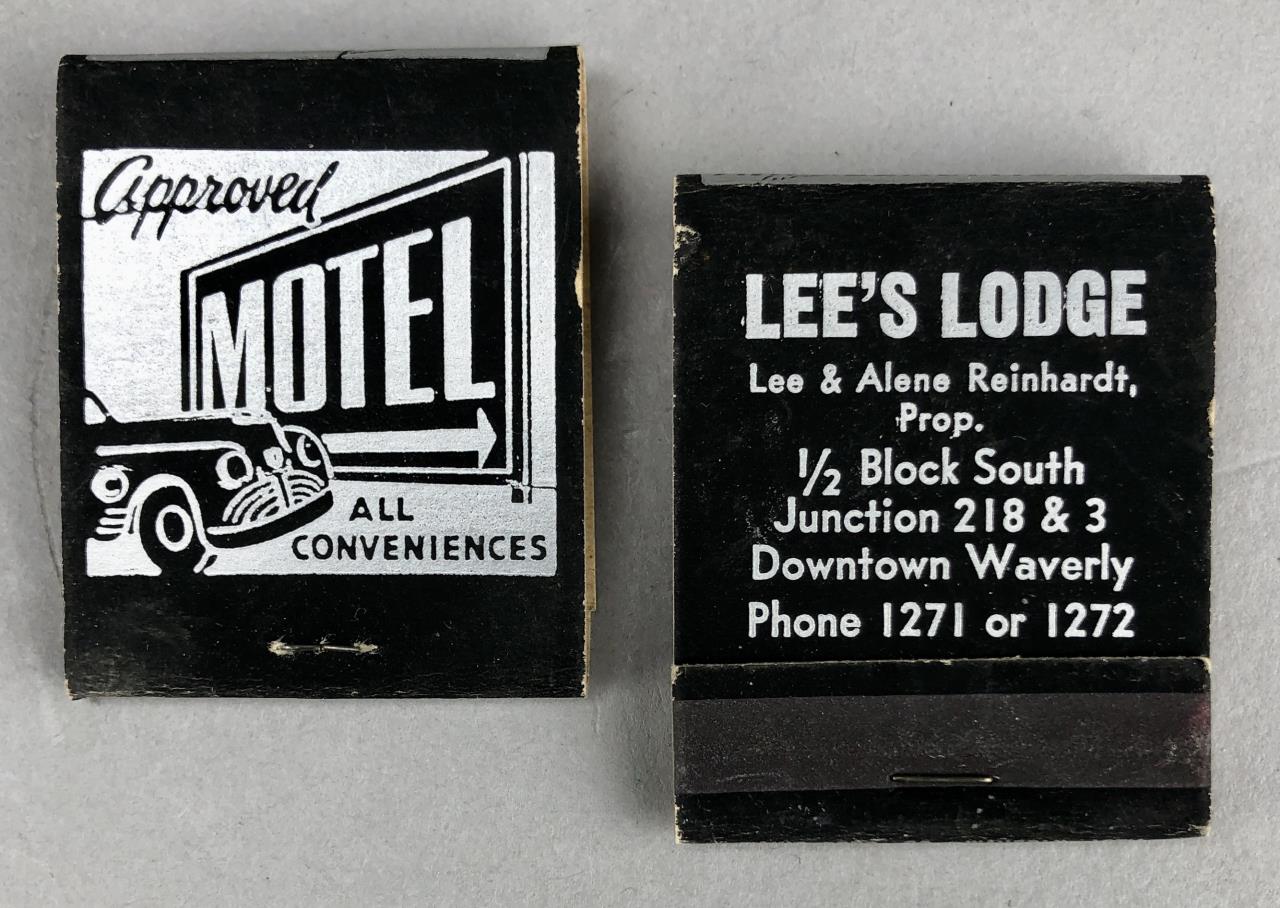 Approved
MOTEL
ALL
CONVENIENCES
LEE'S LODGE
Lee & Alene Reinhardt,
Prop.
1/2 Block South
Junction 218 & 3
Downtown Waverly
Phone 1271 or 1272